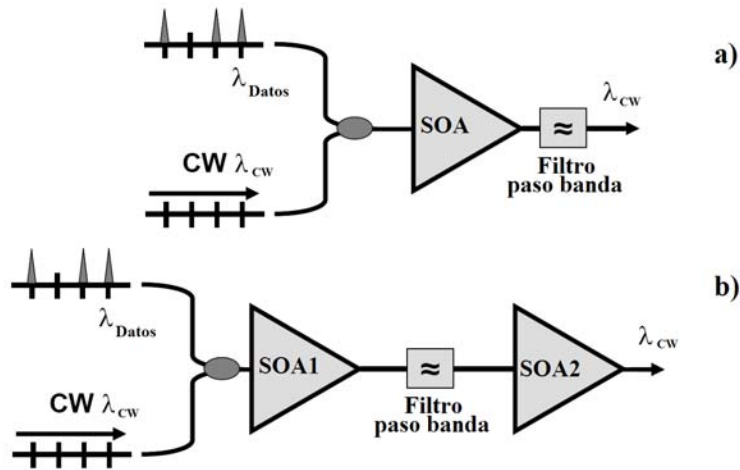 a)
λDatos
SOA
λCW
≈
Filtro
paso banda
CW λCW
b)
λDatos
SOA1
≈
SOA2
λCW
Filtro
paso banda
CW λCW